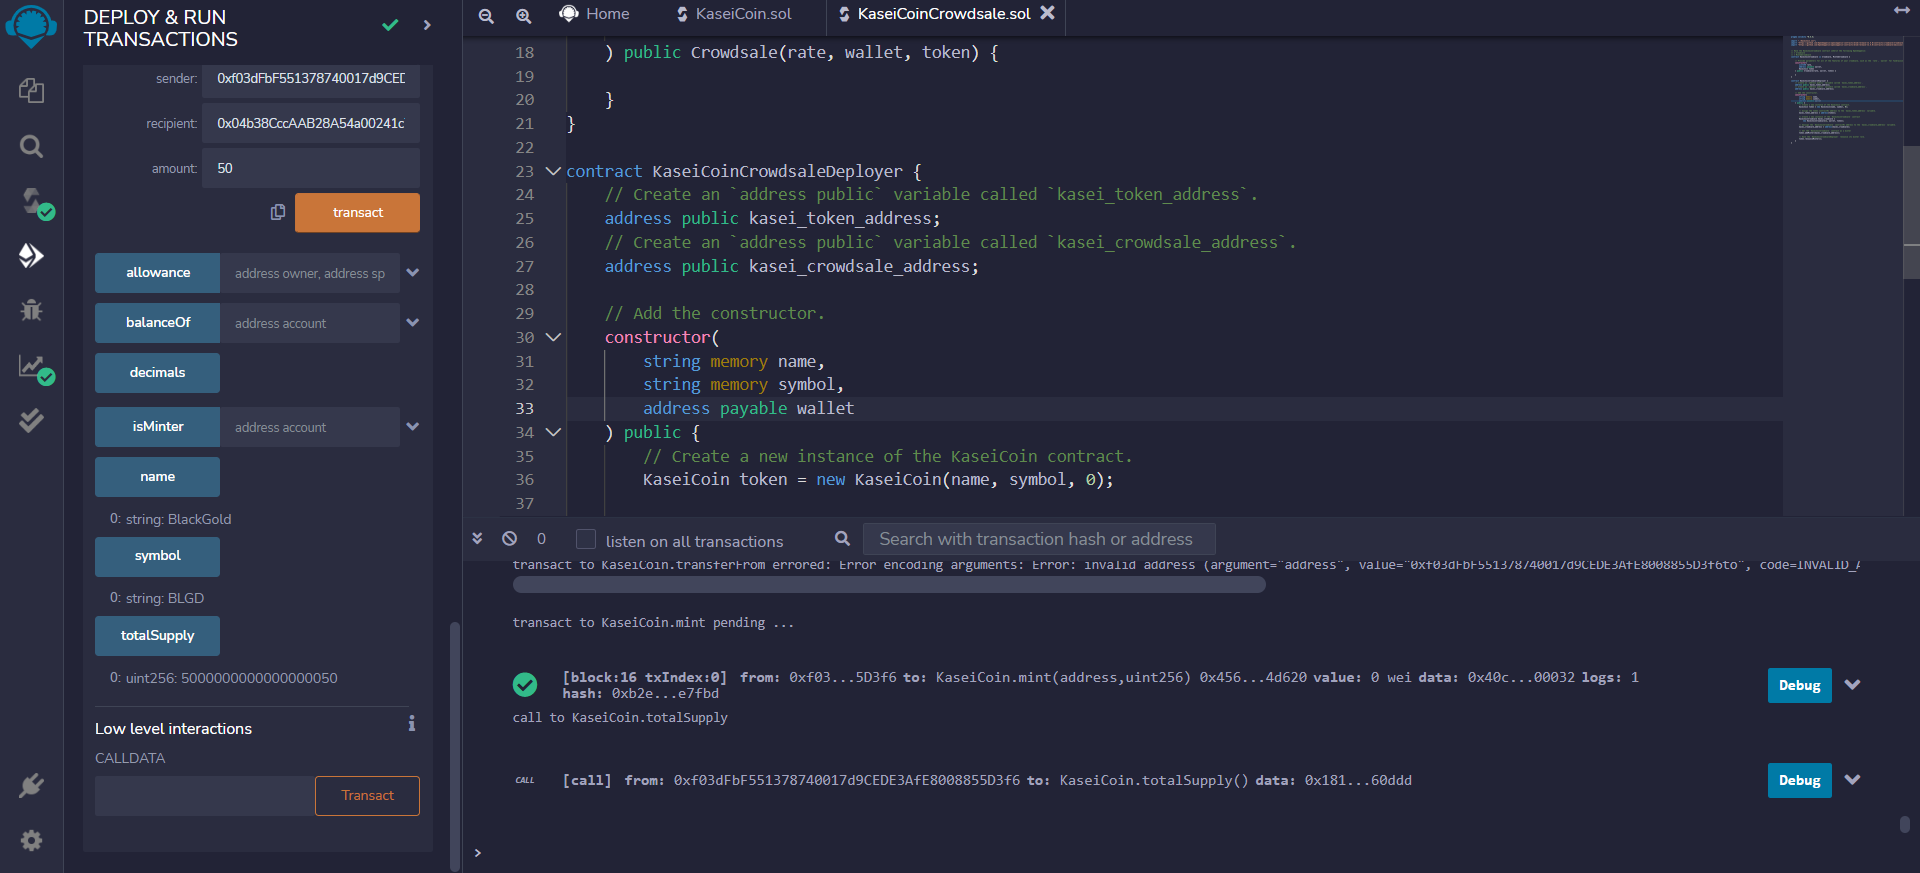 DEPLOY & RUN
TRANSACTIONS
sender: 0xf03dFbF551378740017d9CED
recipient: 0x04b38CccAAB28A54a00241c
amount: 50
transact
allowance address owner, address sp
balanceOf address account
decimals
isMinter address account
name
0: string: BlackGold
symbol
0: string: BLGD
totalSupply
0: uint256: 5000000000000000050
Low level interactions
CALLDATA
Transact
Home KaseiCoin.sol KaseiCoinCrowdsale.sol
18 ) public Crowdsale(rate, wallet, token) {
19
20 }
21 }
22
23 contract KaseiCoinCrowdsaleDeployer {
24 // Create an `address public` variable called `kasei_token_address`.
25 address public kasei_token_address;
26 // Create an `address public` variable called `kasei_crowdsale_address`.
27 address public kasei_crowdsale_address;
28
29 // Add the constructor.
30 constructor(
31 string memory name,
32 string memory symbol,
33 address payable wallet
34 ) public {
35 // Create a new instance of the KaseiCoin contract.
36 KaseiCoin token = new KaseiCoin(name, symbol, 0);
37
0 listen on all transactions Search with transaction hash or address
transact to KaseiCoin.transferFrom errored: Error encoding arguments: Error: invalid address (argument="address", value="0xf03dFbF551378740017d9CEDE3AfE8008855D3f6to", code=INVALID_A
transact to KaseiCoin.mint pending ...
[block:16 txIndex:0] from: 0xf03...5D3f6 to: KaseiCoin.mint(address,uint256) 0x456...4d620 value: 0 wei data: 0x40c...00032 logs: 1
hash: 0xb2e...e7fbd
Debug
call to KaseiCoin.totalSupply
CALL [call] from: 0xf03dFbF551378740017d9CEDE3AfE8008855D3f6 to: KaseiCoin.totalSupply() data: 0x181...60ddd
Debug
>